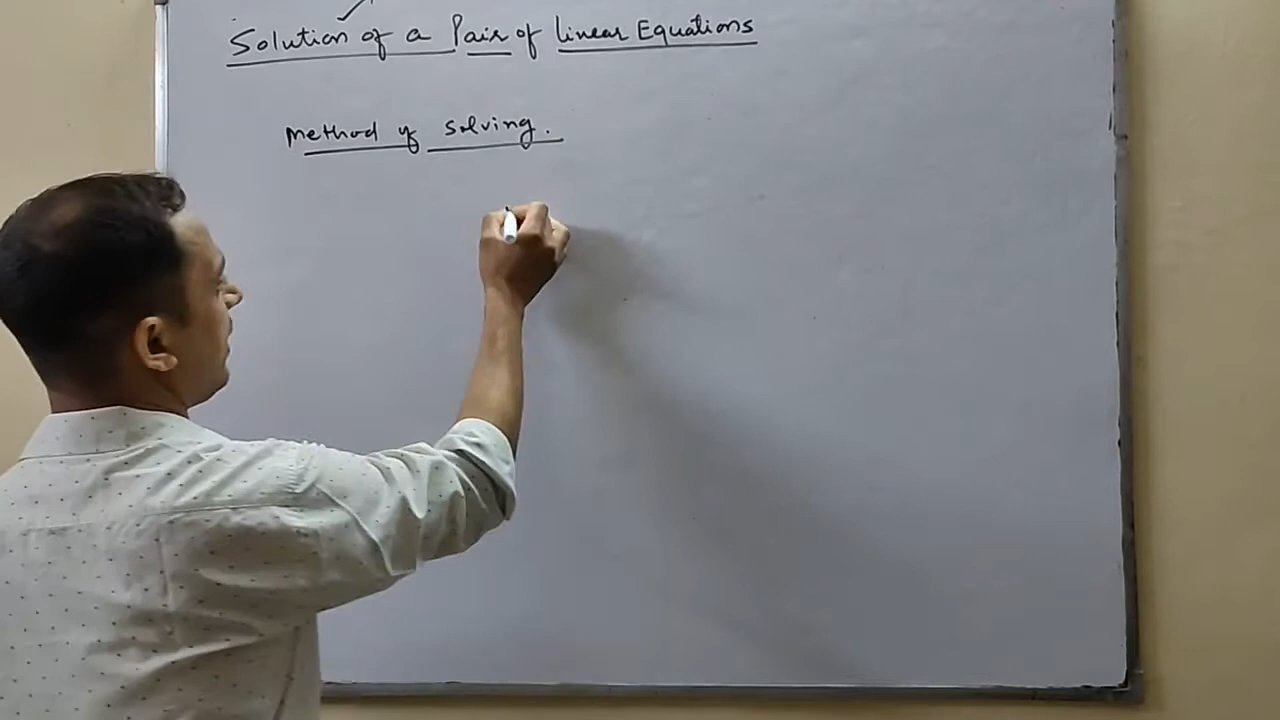 Solution of a Pair of linear Equations
Method of solving.